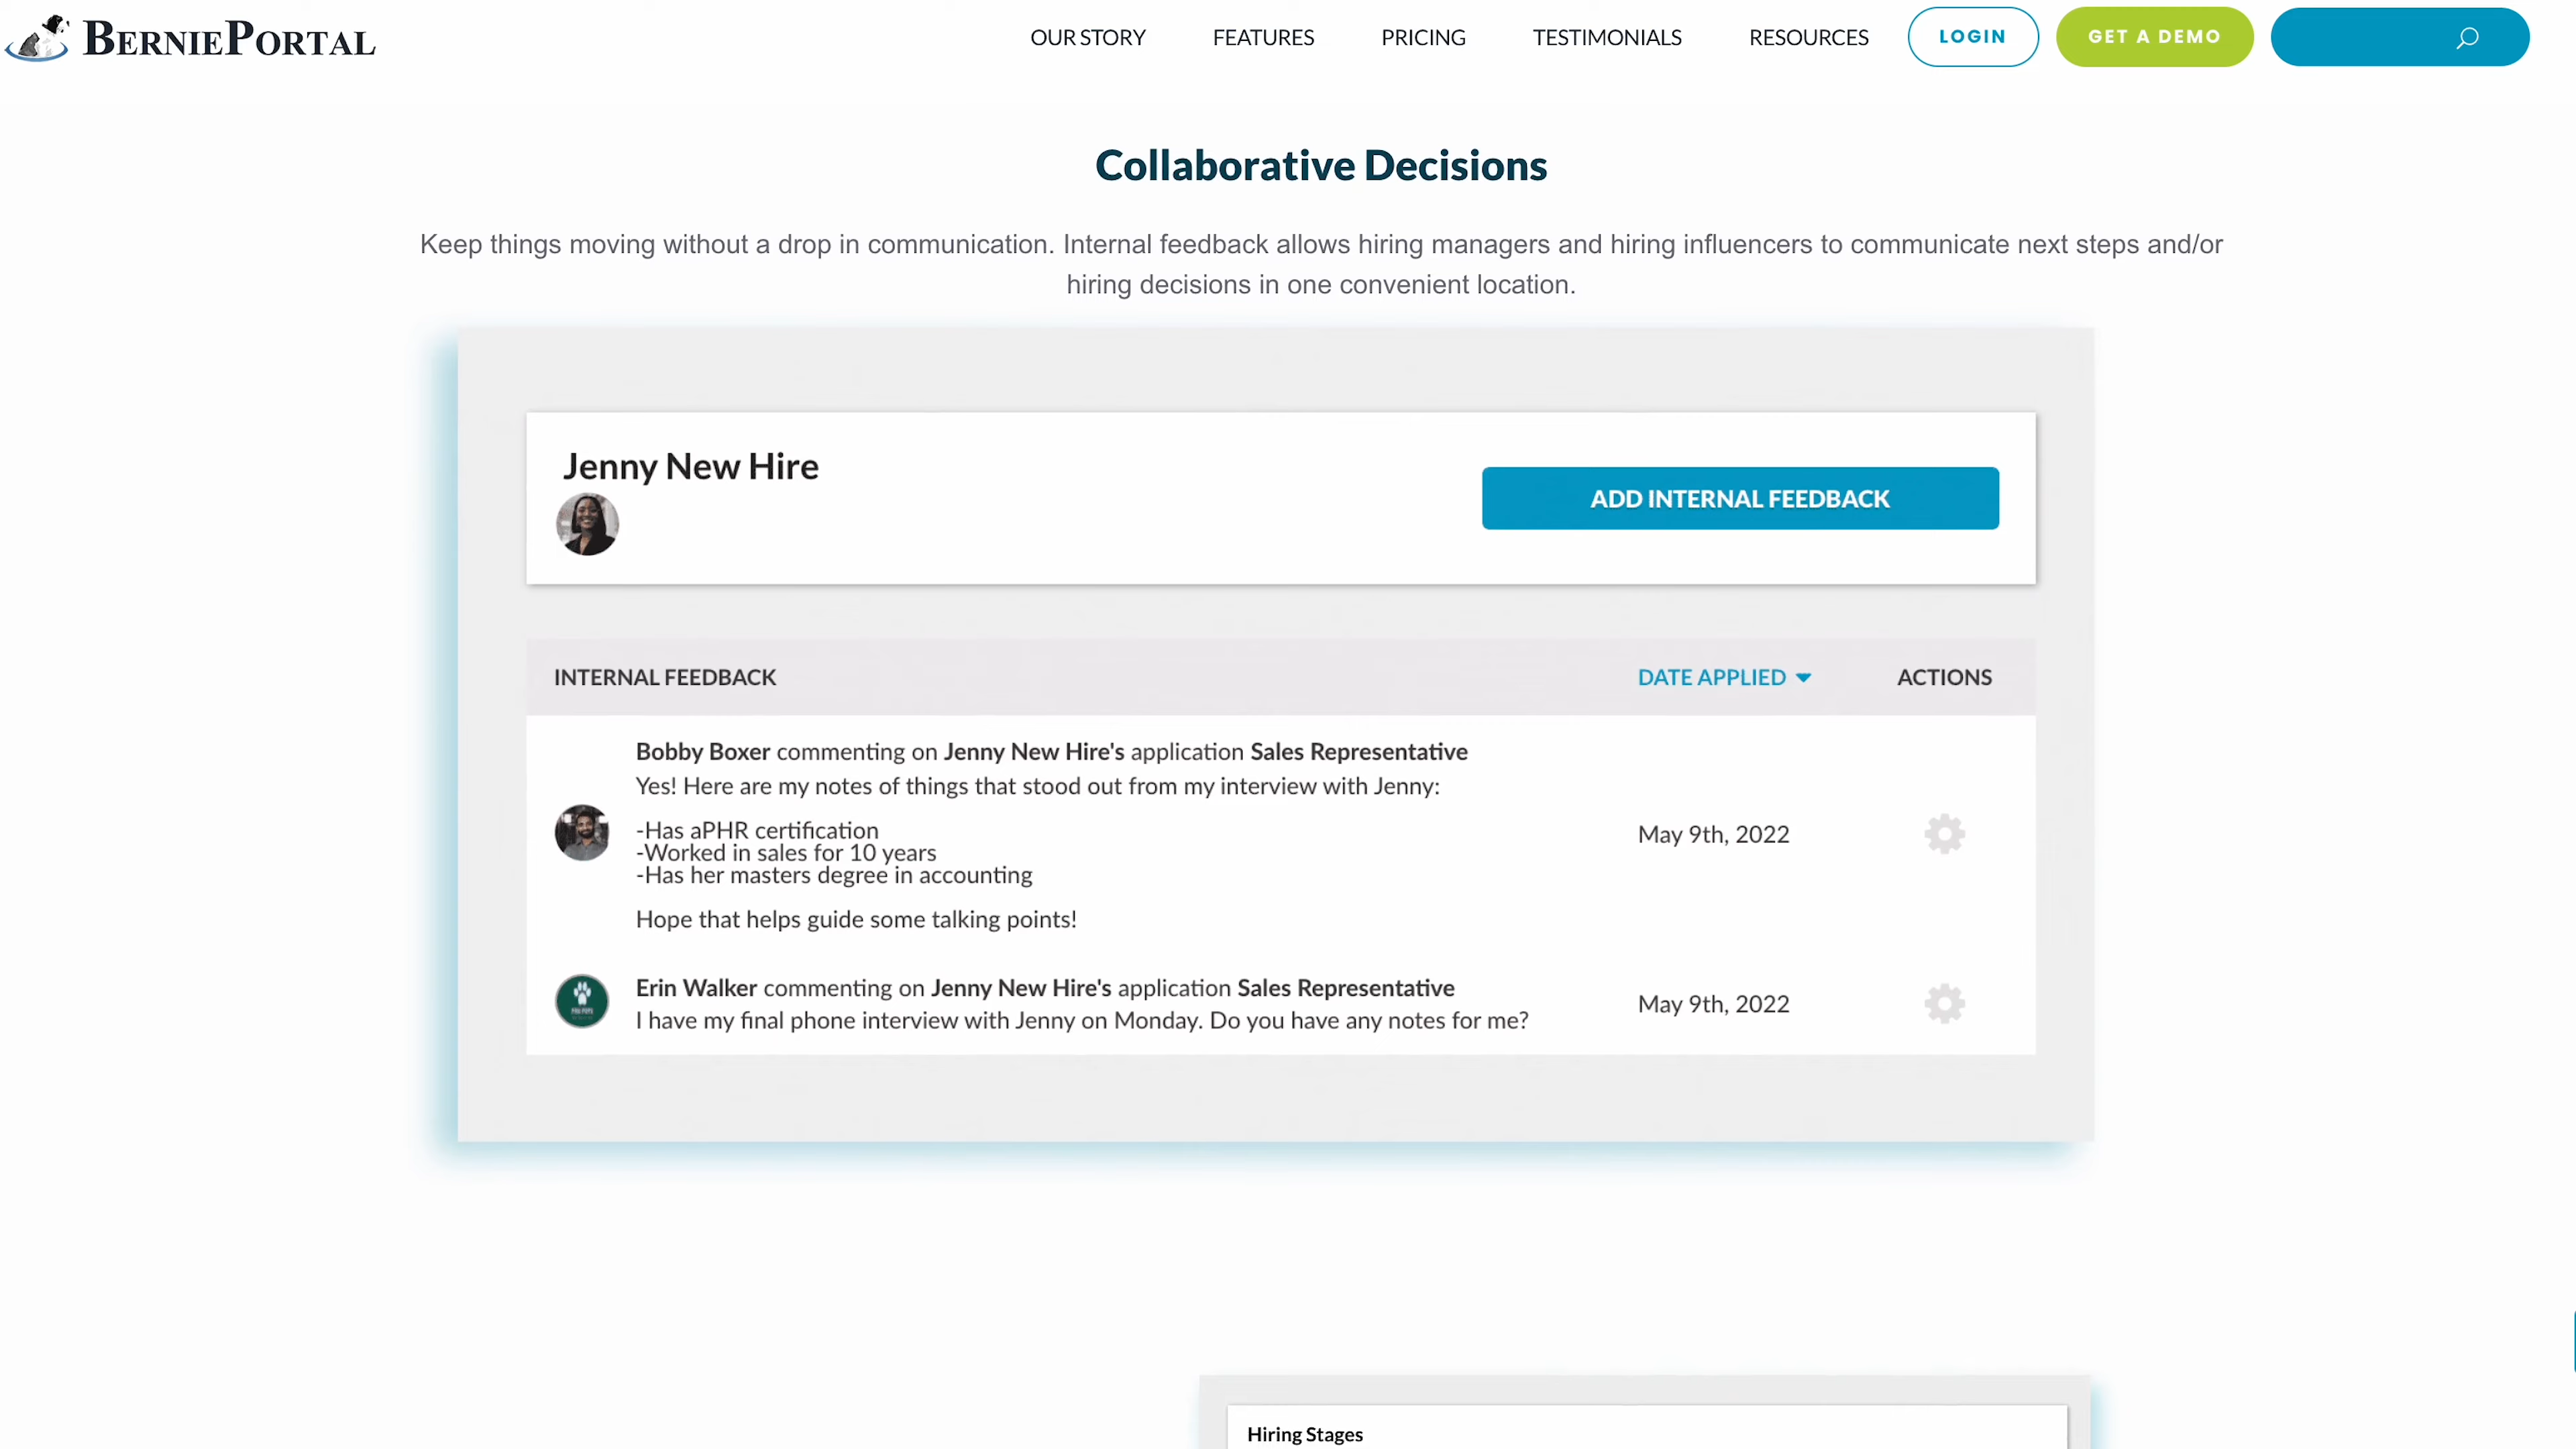 BERNIEPORTAL
OUR STORY
FEATURES
PRICING
TESTIMONIALS
RESOURCES
LOGIN
GET A DEMO
Collaborative Decisions
Keep things moving without a drop in communication. Internal feedback allows hiring managers and hiring influencers to communicate next steps and/or
hiring decisions in one convenient location.
Jenny New Hire
ADD INTERNAL FEEDBACK
INTERNAL FEEDBACK
DATE APPLIED
ACTIONS
Bobby Boxer commenting on Jenny New Hire's application Sales Representative
Yes! Here are my notes of things that stood out from my interview with Jenny:
-Has aPHR certification
-Worked in sales for 10 years
-Has her masters degree in accounting
Hope that helps guide some talking points!
May 9th, 2022
Erin Walker commenting on Jenny New Hire's application Sales Representative
I have my final phone interview with Jenny on Monday. Do you have any notes for me?
May 9th, 2022
Hiring Stages